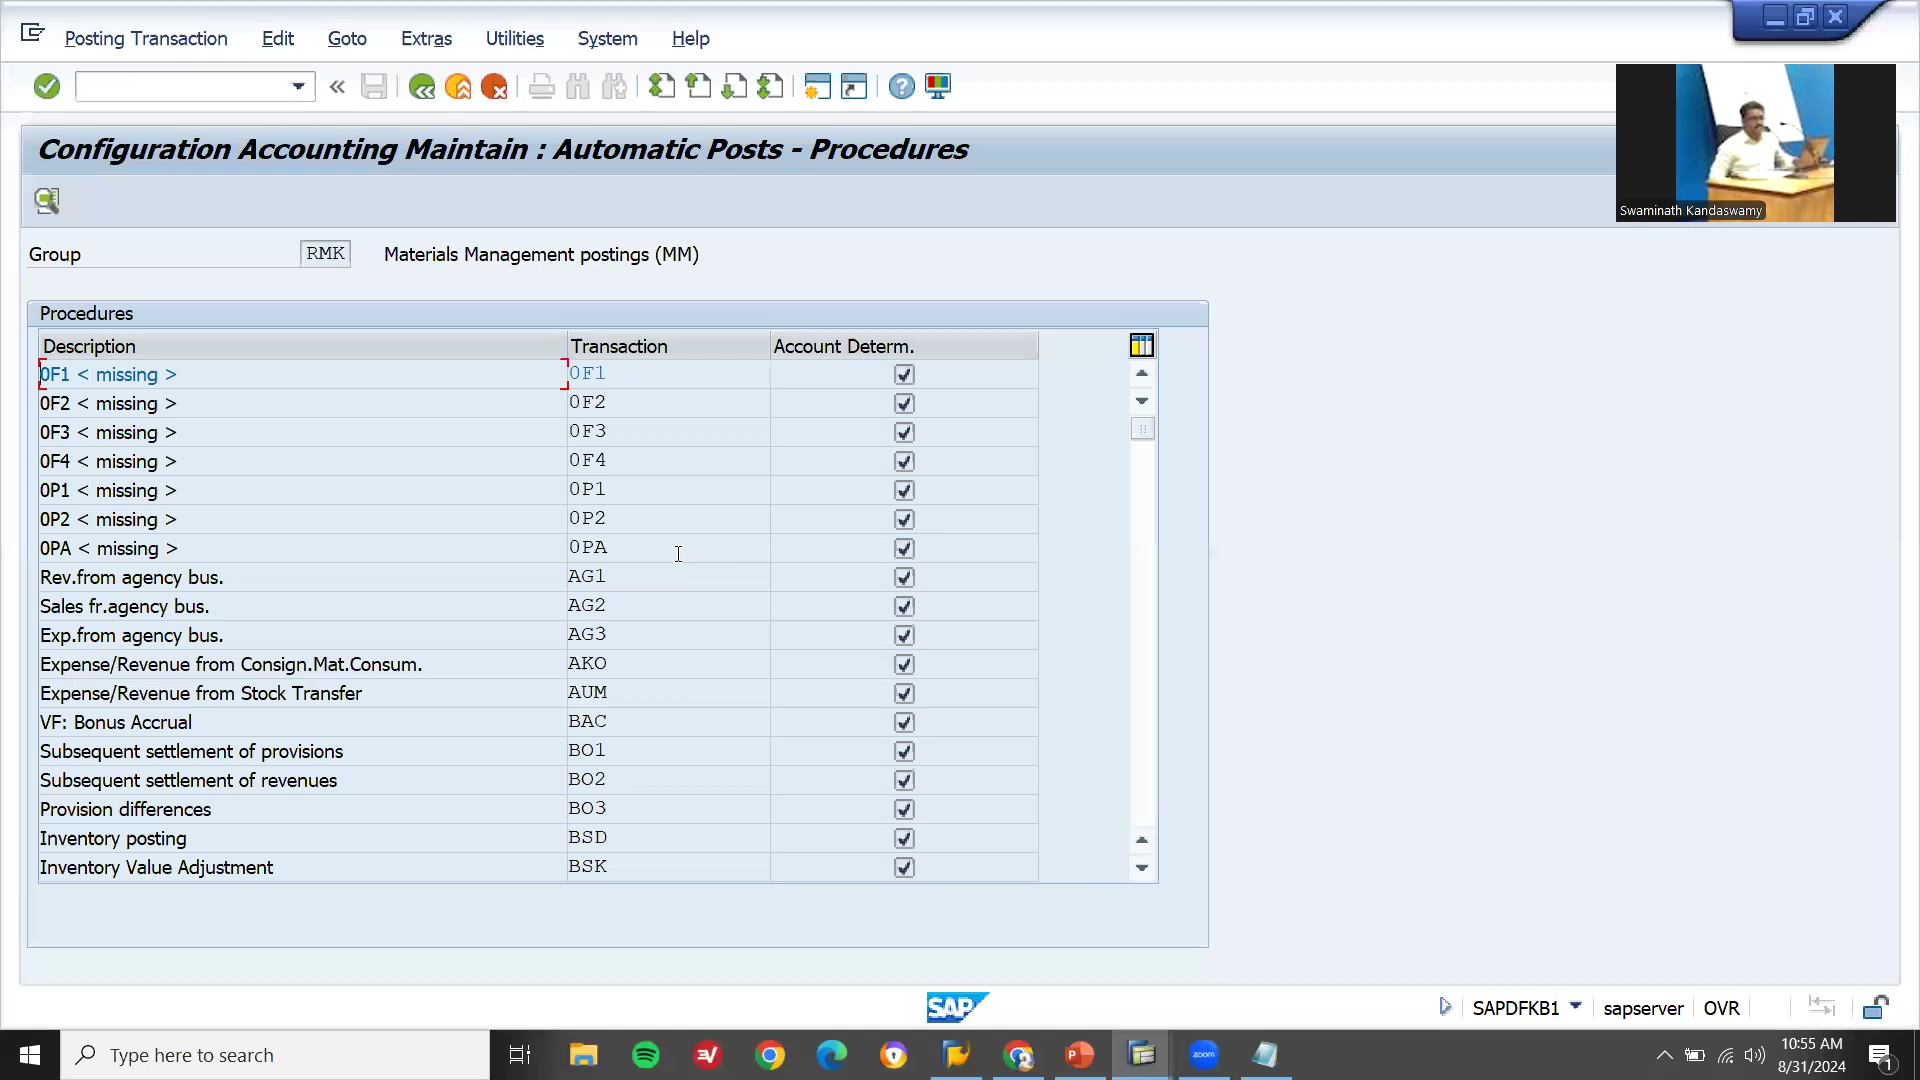 Posting Transaction Edit Goto Extras Utilities System Help
Configuration Accounting Maintain : Automatic Posts - Procedures
Swaminath Kandaswamy
Group RMK Materials Management postings (MM)
Procedures
Description Transaction Account Determ.
0F1 < missing > 0F1
0F2 < missing > 0F2
0F3 < missing > 0F3
0F4 < missing > 0F4
0P1 < missing > 0P1
0P2 < missing > 0P2
0PA < missing > 0PA
Rev.from agency bus. AG1
Sales fr.agency bus. AG2
Exp.from agency bus. AG3
Expense/Revenue from Consign.Mat.Consum. AKO
Expense/Revenue from Stock Transfer AUM
VF: Bonus Accrual BAC
Subsequent settlement of provisions BO1
Subsequent settlement of revenues BO2
Provision differences BO3
Inventory posting BSD
Inventory Value Adjustment BSK
SAP SAPDFKB1 sapserver OVR
Type here to search zoom 10:55 AM
8/31/2024 1